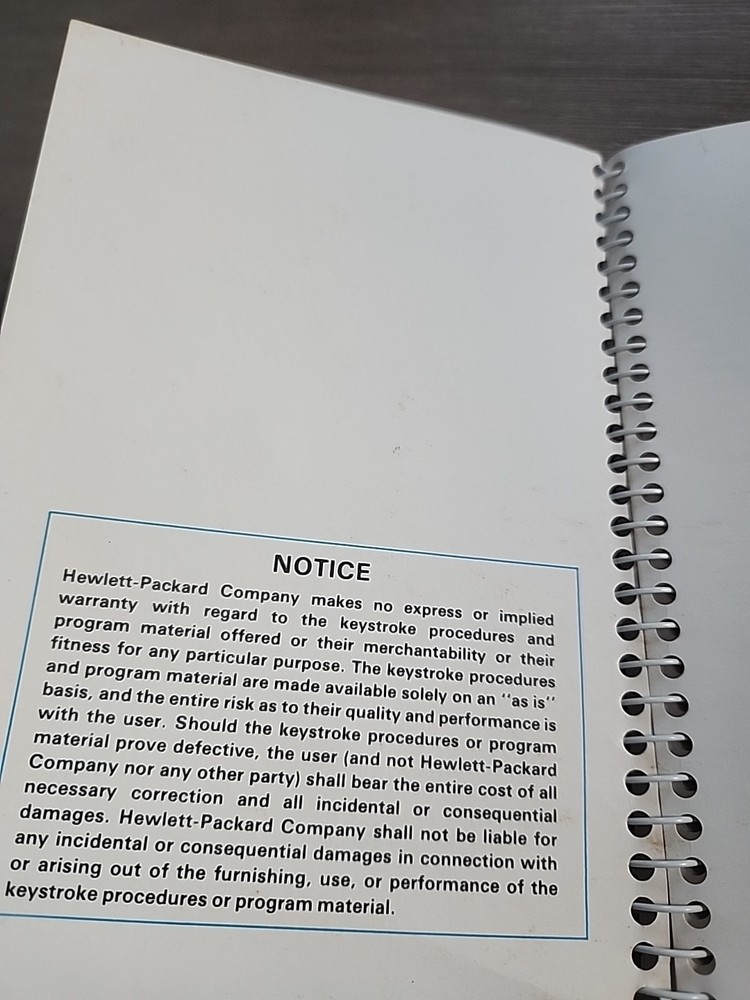 NOTICE
Hewlett-Packard Company makes no express or implied
warranty with regard to the keystroke procedures and
program material offered or their merchantability or their
fitness for any particular purpose. The keystroke procedures
and program material are made available solely on an "as is"
basis, and the entire risk as to their quality and performance is
with the user. Should the keystroke procedures or program
material prove defective, the user (and not Hewlett-Packard
Company nor any other party) shall bear the entire cost of all
necessary correction and all incidental or consequential
damages. Hewlett-Packard Company shall not be liable for
any incidental or consequential damages in connection with
or arising out of the furnishing, use, or performance of the
keystroke procedures or program material.